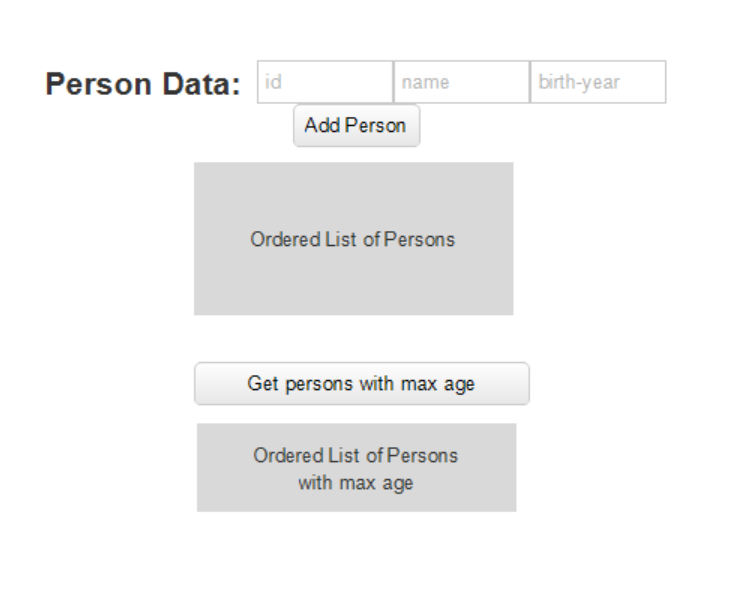 Person Data: id name birth-year
Add Person
Ordered List of Persons
Get persons with max age
Ordered List of Persons
with max age